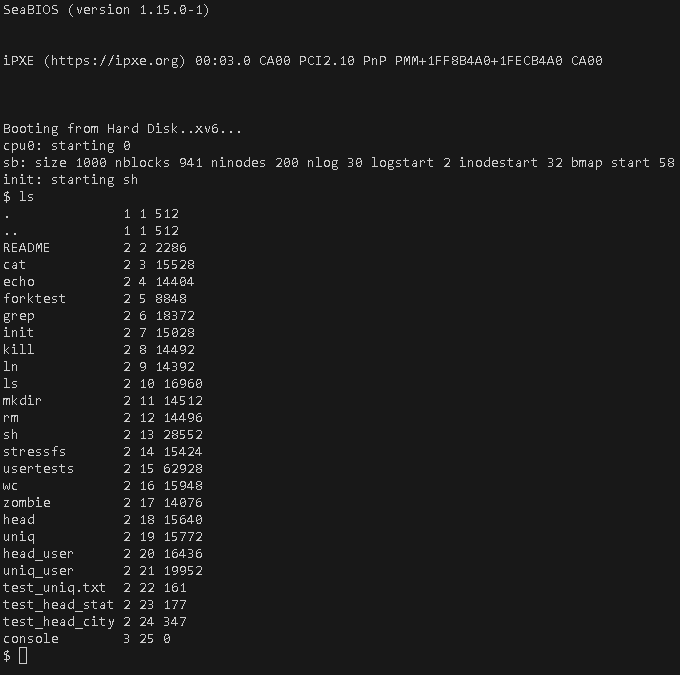 SeaBIOS (version 1.15.0-1)
iPXE (https://ipxe.org) 00:03.0 CA00 PCI2.10 PnP PMM+1FF8B4A0+1FECB4A0 CA00
Booting from Hard Disk..xv6...
cpu0: starting 0
sb: size 1000 nblocks 941 ninodes 200 nlog 30 logstart 2 inodestart 32 bmap start 58
init: starting sh
$ ls
. 1 1 512
.. 1 1 512
README 2 2 2286
cat 2 3 15528
echo 2 4 14404
forktest 2 5 8848
grep 2 6 18372
init 2 7 15028
kill 2 8 14492
ln 2 9 14392
ls 2 10 16960
mkdir 2 11 14512
rm 2 12 14496
sh 2 13 28552
stressfs 2 14 15424
usertests 2 15 62928
wc 2 16 15948
zombie 2 17 14076
head 2 18 15640
uniq 2 19 15772
head_user 2 20 16436
uniq_user 2 21 19952
test_uniq.txt 2 22 161
test_head_stat 2 23 177
test_head_city 2 24 347
console 3 25 0
$